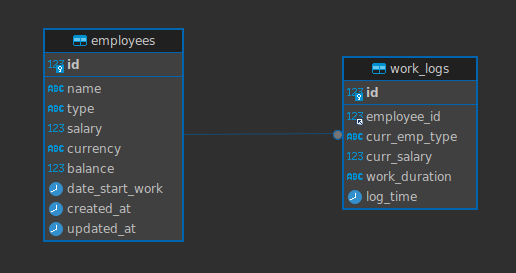 employees
123 id
ABC name
ABC type
123 salary
ABC currency
123 balance
date_start_work
created_at
updated_at
work_logs
123 id
123 employee_id
ABC curr_emp_type
123 curr_salary
ABC work_duration
log_time